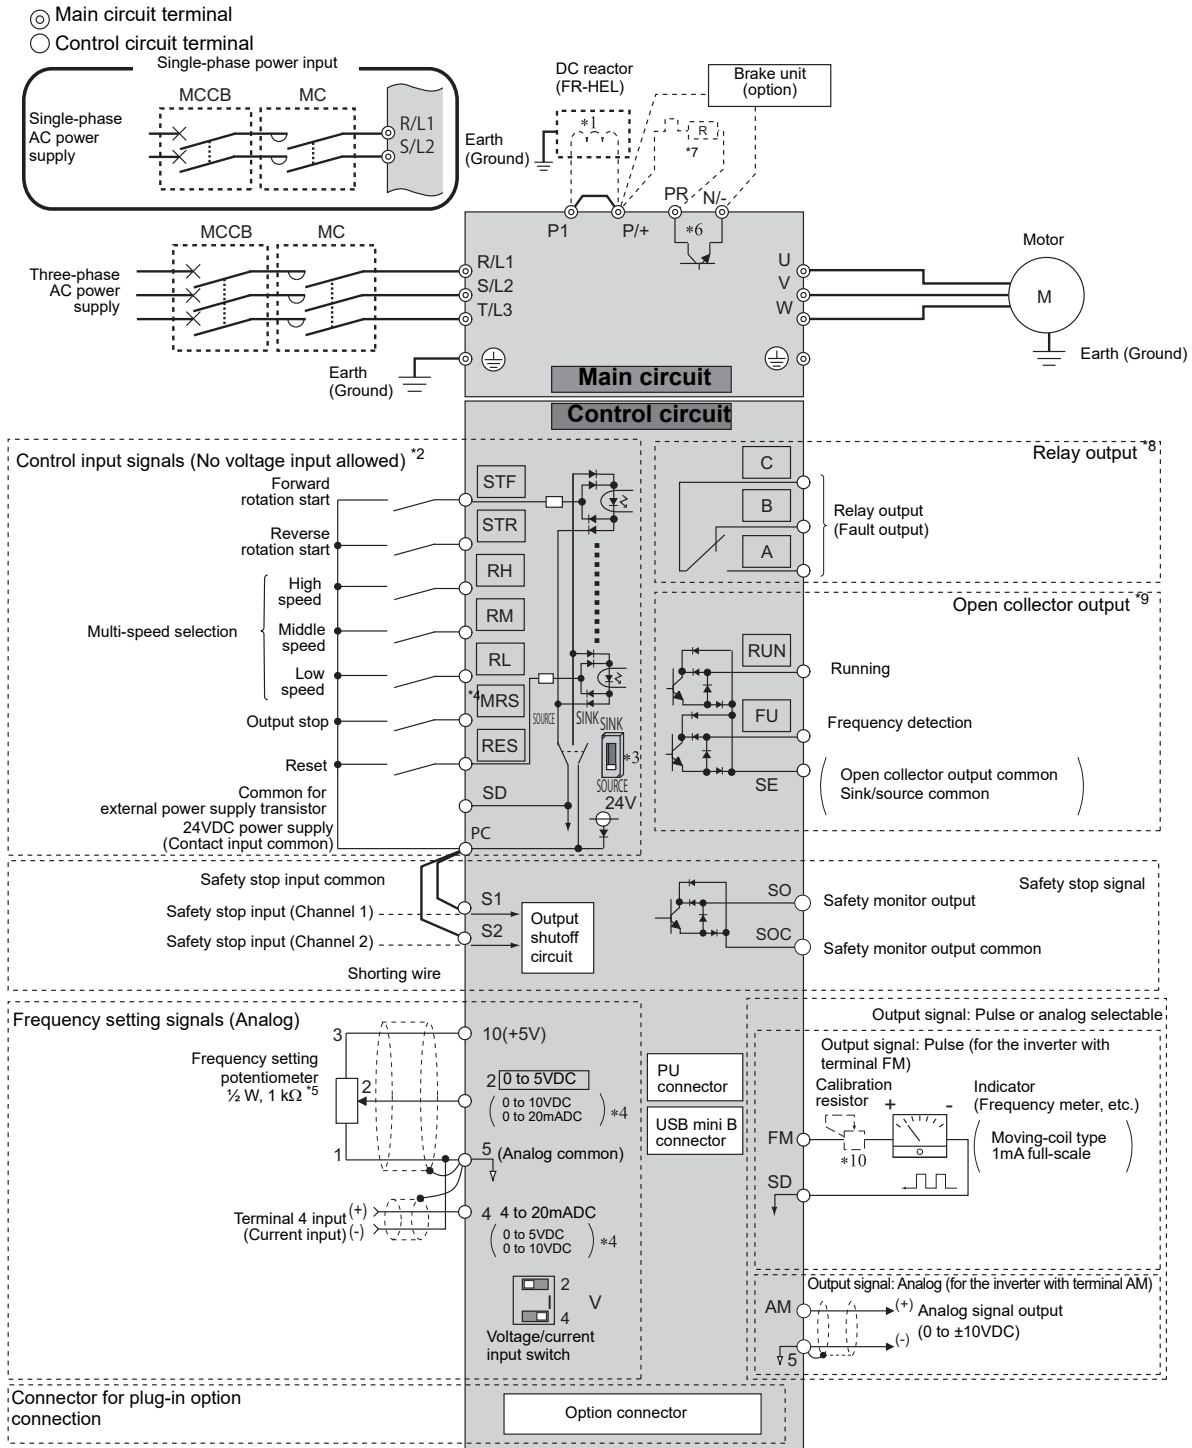 Main circuit terminal
Control circuit terminal
Single-phase power input
MCCB
MC
Single-phase
AC power
supply
R/L1
S/L2
Earth
(Ground)
DC reactor
(FR-HEL)
*1
Brake unit
(option)
R
*7
P1
P/+
PR
N/-
*6
MCCB
MC
Three-phase
AC power
supply
R/L1
S/L2
T/L3
Earth
(Ground)
U
V
W
Motor
M
Earth (Ground)
Main circuit
Control circuit
Control input signals (No voltage input allowed) *2
Forward
rotation start
Reverse
rotation start
High
speed
Multi-speed selection
Middle
speed
Low
speed
Output stop
Reset
Common for
external power supply transistor
24VDC power supply
(Contact input common)
STF
STR
RH
RM
RL
*4
MRS
RES
SD
PC
SOURCE
SINK
SINK
*3
SOURCE
24V
Relay output *8
C
B
A
Relay output
(Fault output)
Open collector output *9
RUN
Running
FU
Frequency detection
SE
Open collector output common
Sink/source common
Safety stop input common
Safety stop input (Channel 1)
Safety stop input (Channel 2)
Shorting wire
S1
S2
Output
shutoff
circuit
Safety stop signal
SO
Safety monitor output
SOC
Safety monitor output common
Frequency setting signals (Analog)
Frequency setting
potentiometer
½ W, 1 kΩ *5
3
2
1
10(+5V)
2 0 to 5VDC
( 0 to 10VDC
0 to 20mADC ) *4
5 (Analog common)
Terminal 4 input (+)
(Current input) (-)
4 4 to 20mADC
( 0 to 5VDC
0 to 10VDC ) *4
2
I V
4
Voltage/current
input switch
PU
connector
USB mini B
connector
Output signal: Pulse or analog selectable
Output signal: Pulse (for the inverter with
terminal FM)
Calibration
resistor
+ -
Indicator
(Frequency meter, etc.)
Moving-coil type
1mA full-scale
FM
*10
SD
Output signal: Analog (for the inverter with terminal AM)
AM
(+) Analog signal output
(-) (0 to ±10VDC)
5
Connector for plug-in option
connection
Option connector